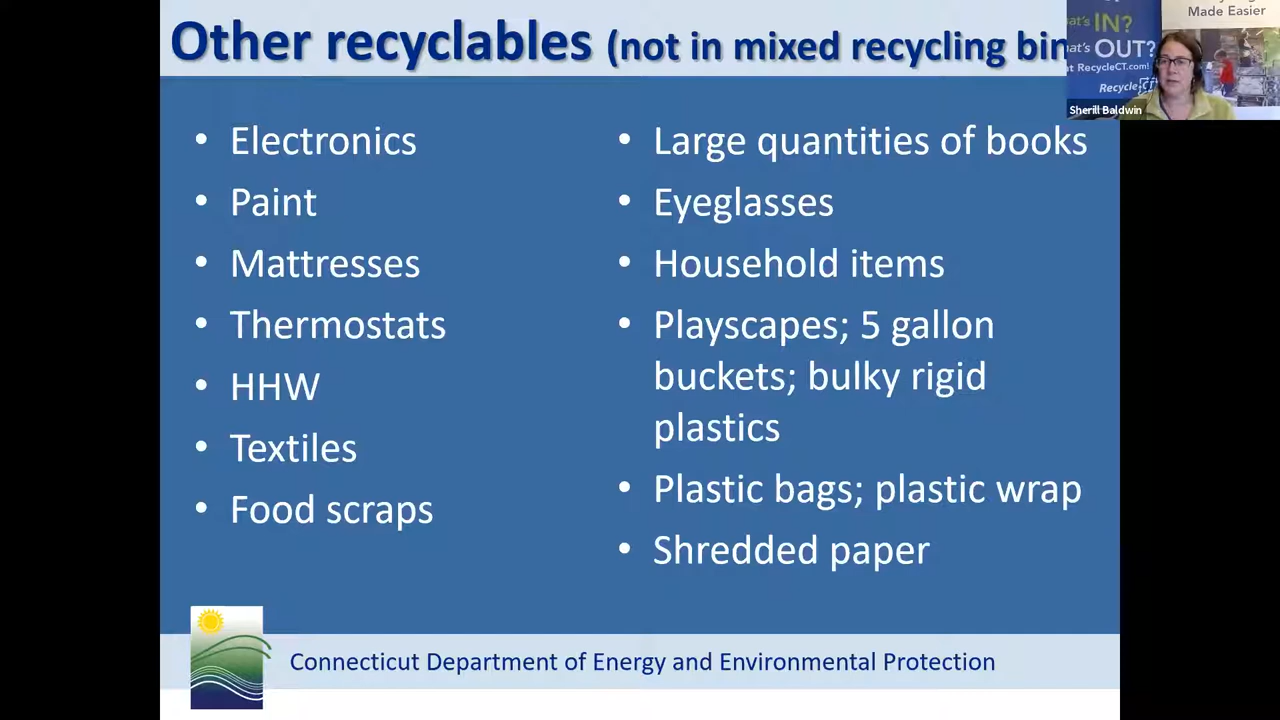 Other recyclables (not in mixed recycling bin
Made Easier
at's IN?
at's OUT?
RecycleCT.com!
RecycleCT
Sherill Baldwin
• Electronics
• Paint
• Mattresses
• Thermostats
• HHW
• Textiles
• Food scraps
• Large quantities of books
• Eyeglasses
• Household items
• Playscapes; 5 gallon
buckets; bulky rigid
plastics
• Plastic bags; plastic wrap
• Shredded paper
Connecticut Department of Energy and Environmental Protection